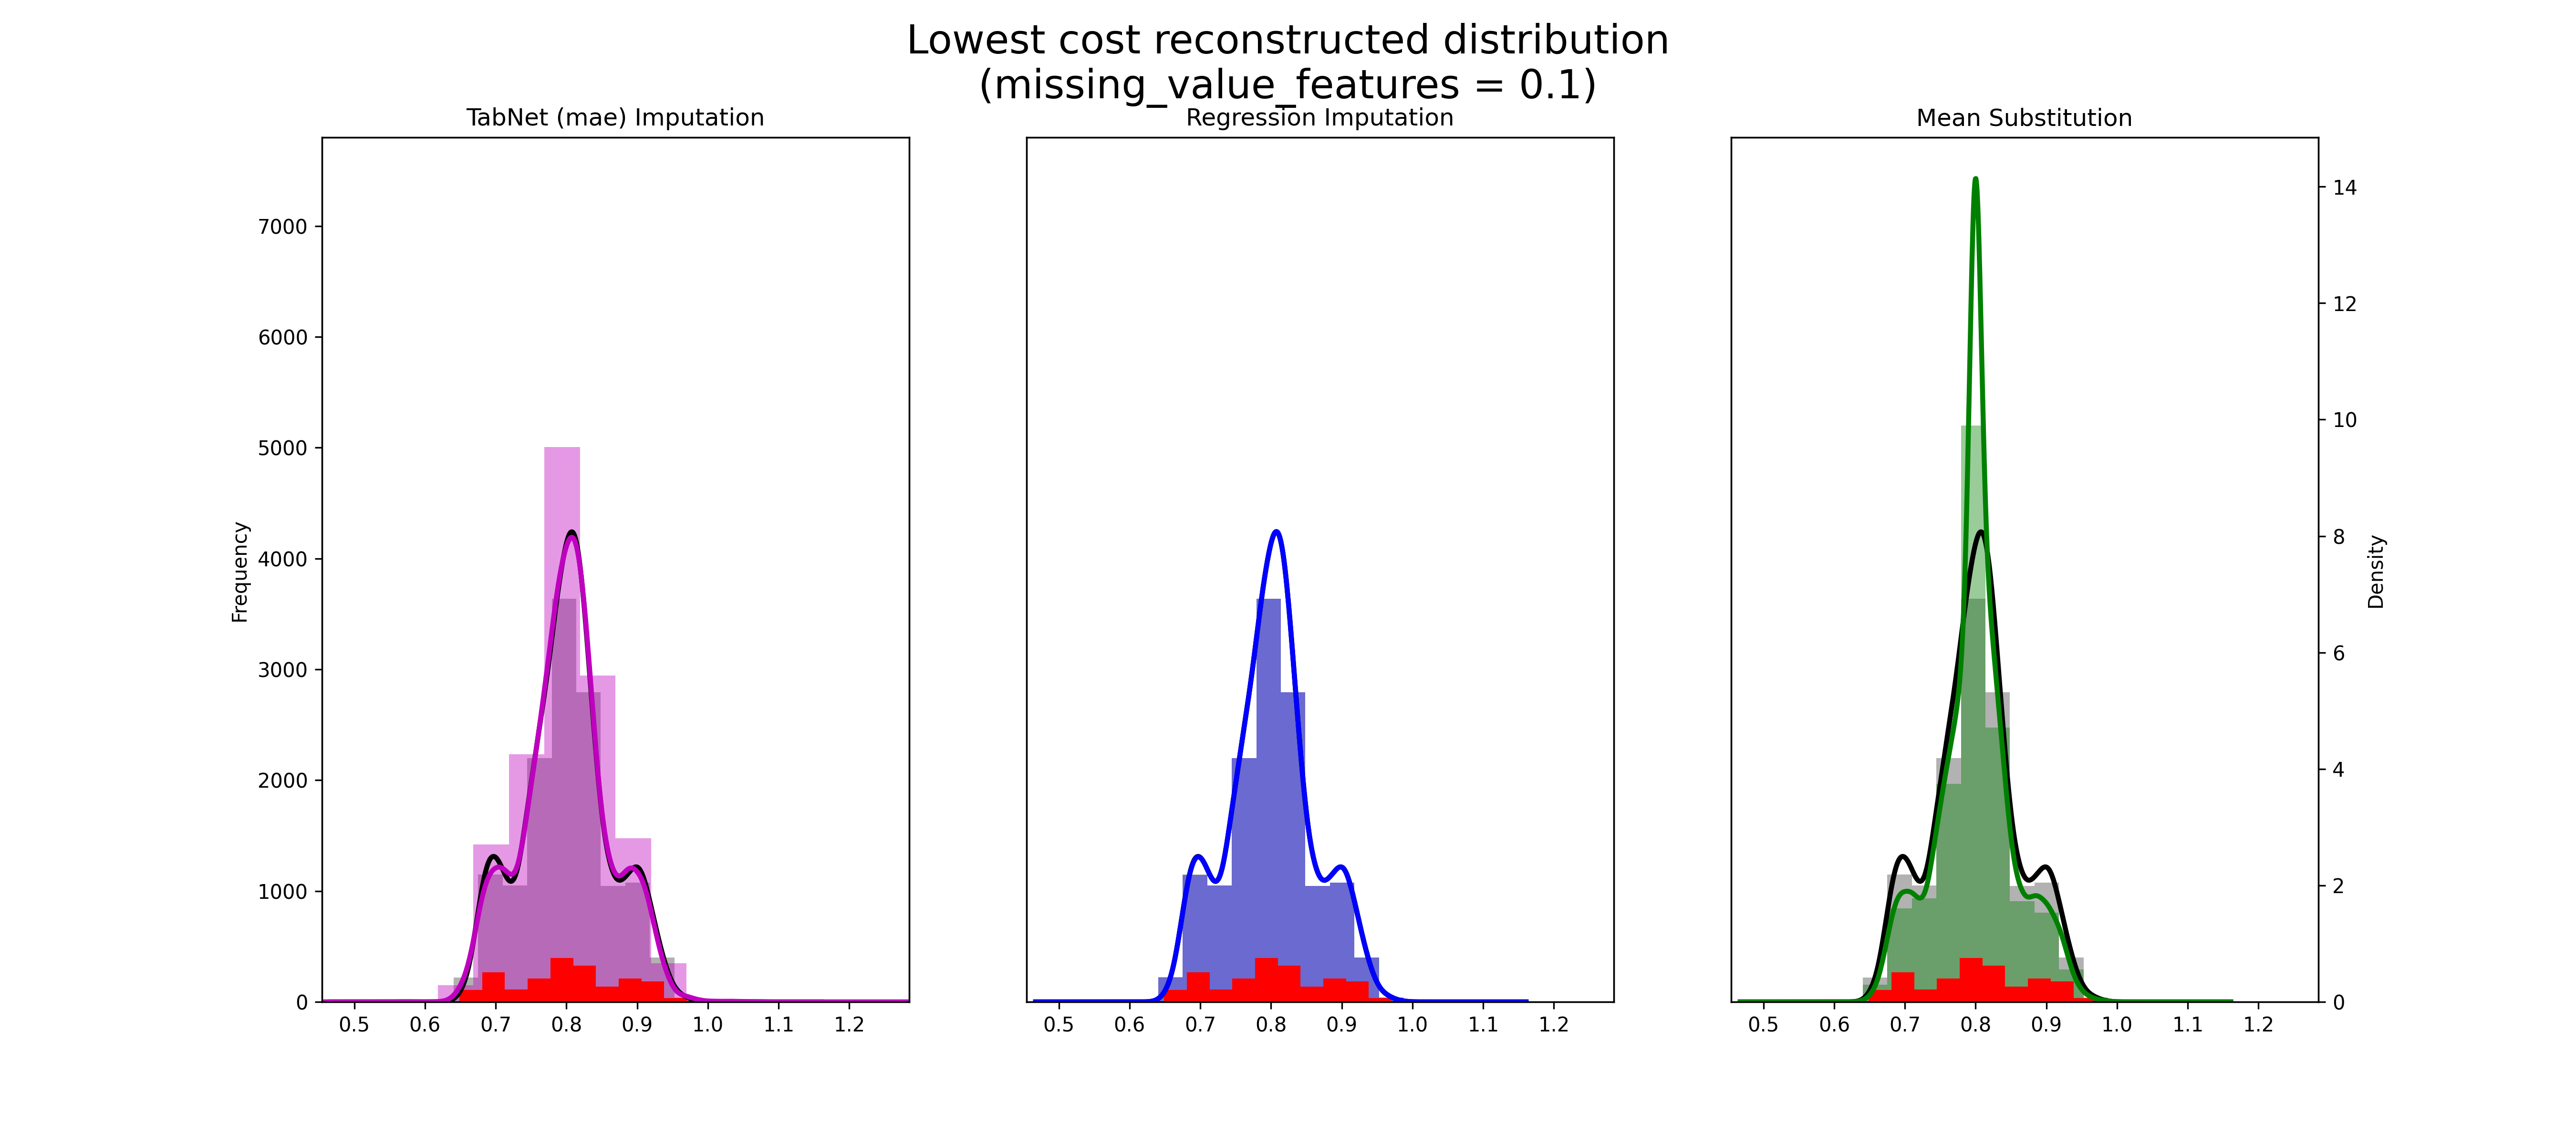 Lowest cost reconstructed distribution
(missing_value_features = 0.1)
TabNet (mae) Imputation
Regression Imputation
Mean Substitution
Frequency
7000
6000
5000
4000
3000
2000
1000
0
0.5 0.6 0.7 0.8 0.9 1.0 1.1 1.2
0.5 0.6 0.7 0.8 0.9 1.0 1.1 1.2
0.5 0.6 0.7 0.8 0.9 1.0 1.1 1.2
14
12
10
8
6
4
2
0
Density